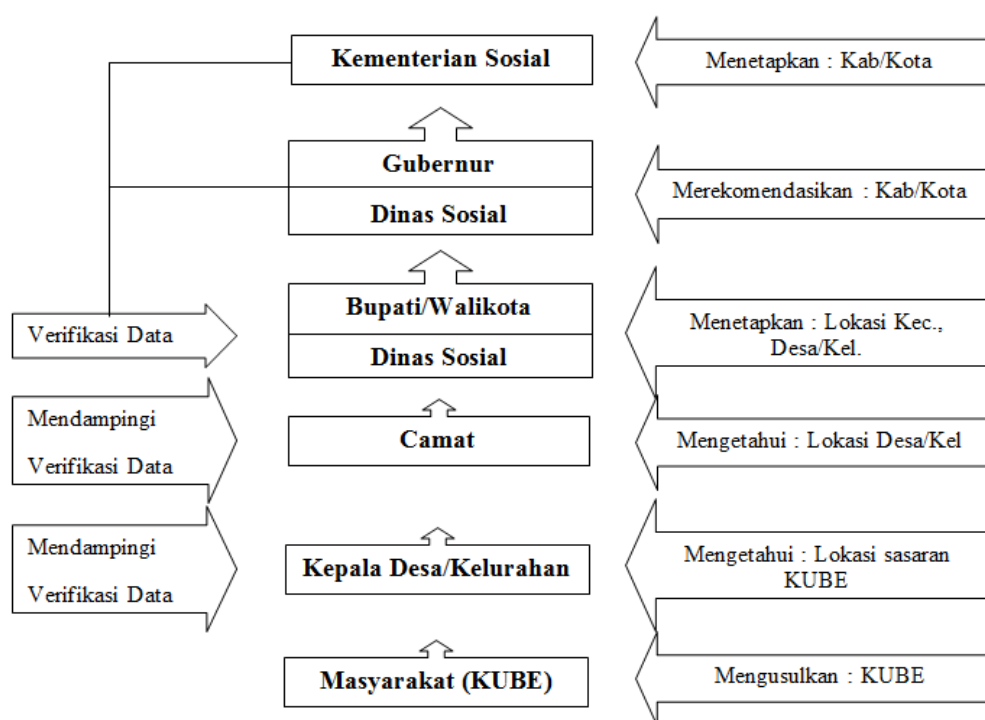 Kementerian Sosial
Menetapkan : Kab/Kota
Gubernur
Dinas Sosial
Merekomendasikan : Kab/Kota
Verifikasi Data
Bupati/Walikota
Dinas Sosial
Menetapkan : Lokasi Kec.,
Desa/Kel.
Mendampingi
Verifikasi Data
Camat
Mengetahui : Lokasi Desa/Kel
Mendampingi
Verifikasi Data
Kepala Desa/Kelurahan
Mengetahui : Lokasi sasaran
KUBE
Masyarakat (KUBE)
Mengusulkan : KUBE